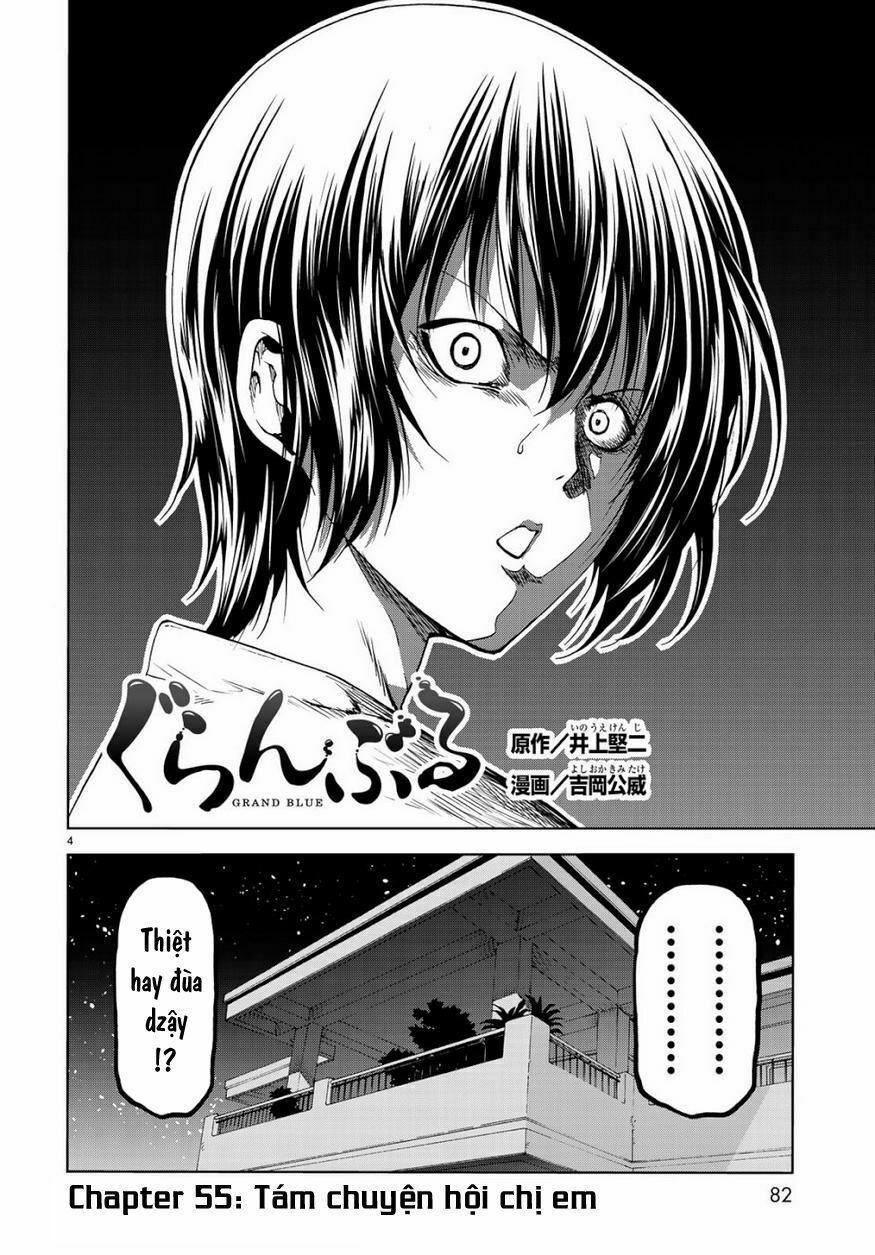 ぐらんぶる
GRAND BLUE
いのうえけんじ
原作／井上堅二
よしおかきみたけ
漫画／吉岡公威
4
………………
Thiệt
hay đùa
dzậy
!?
Chapter 55: Tám chuyện hội chị em
82